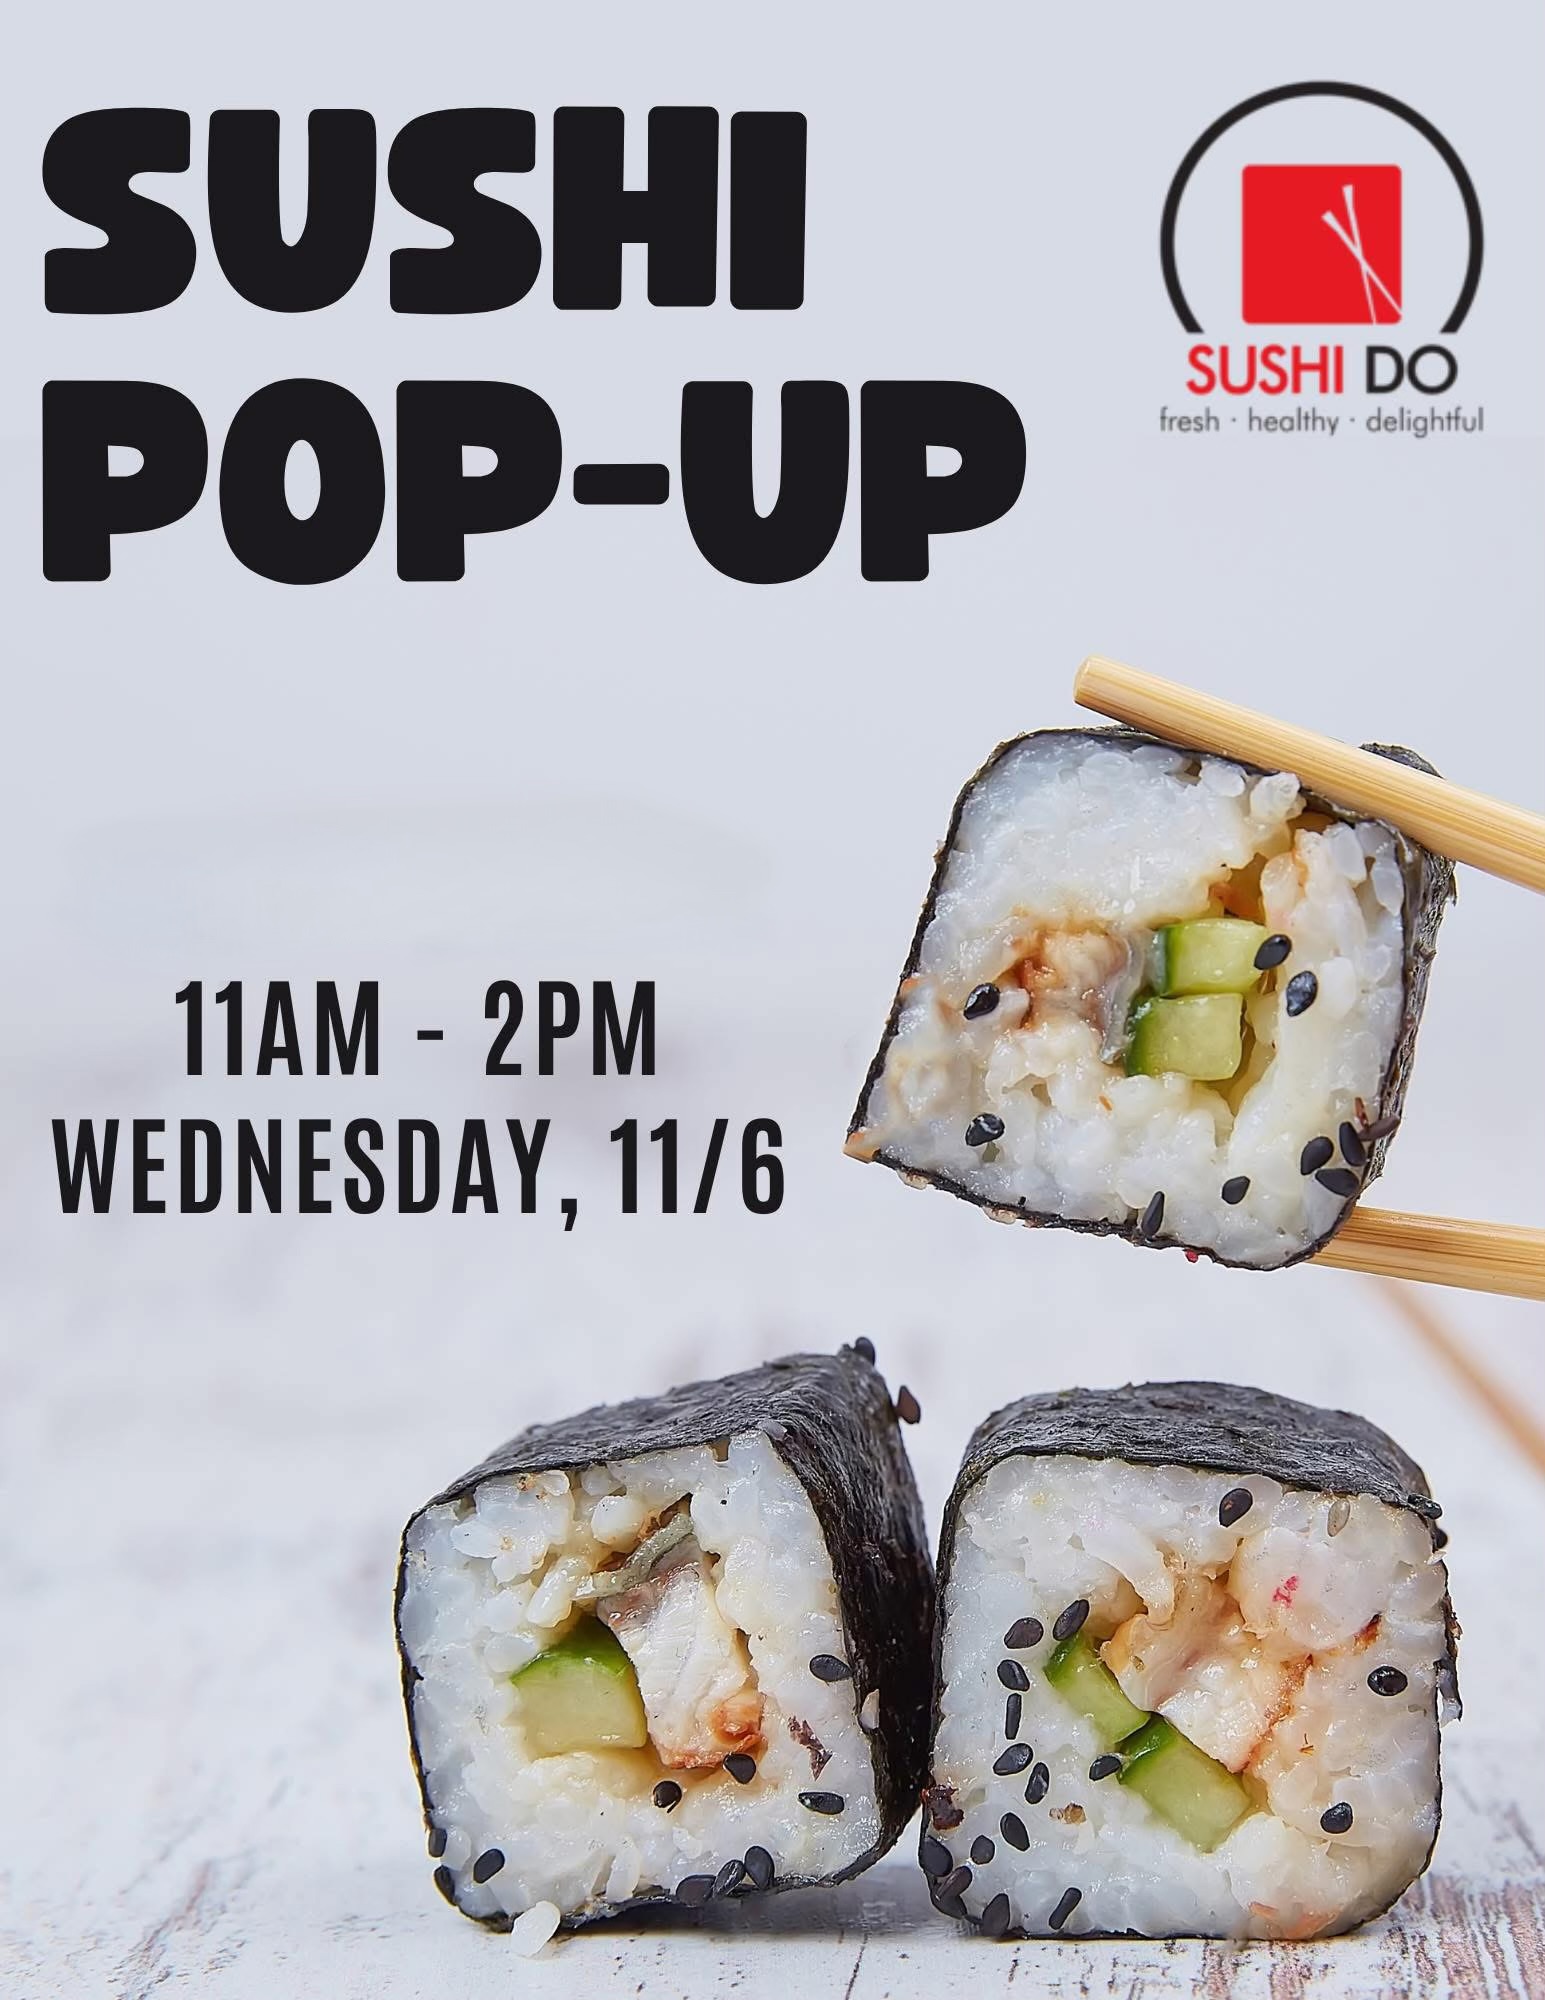 SUSHI
POP-UP
SUSHI DO
fresh · healthy · delightful
11AM - 2PM
WEDNESDAY, 11/6